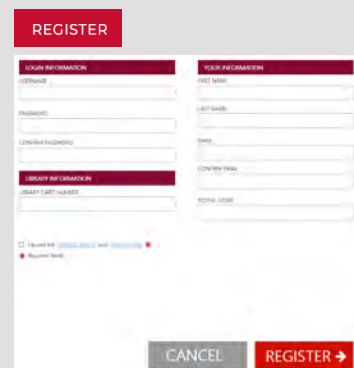 REGISTER
LOGIN INFORMATION
USERNAME
PASSWORD
CONFIRM PASSWORD
LIBRARY INFORMATION
LIBRARY CARD NUMBER
YOUR INFORMATION
FIRST NAME
LAST NAME
EMAIL
CONFIRM EMAIL
POSTAL CODE
Required fields
CANCEL
REGISTER →